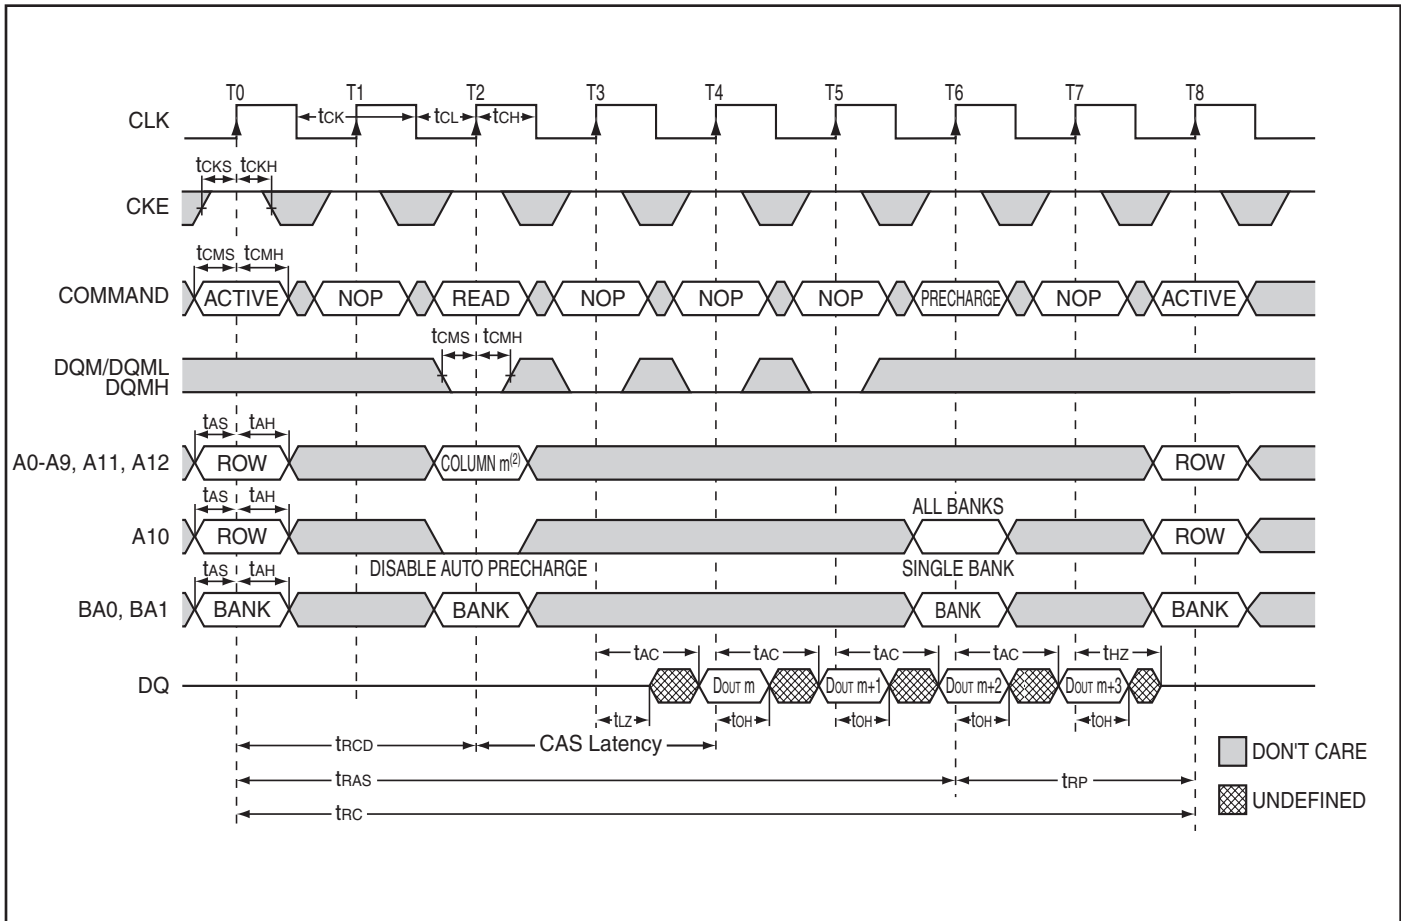 T0 T1 T2 T3 T4 T5 T6 T7 T8
CLK tCK tCL tCH
tCKS tCKH
CKE
tCMS tCMH
COMMAND ACTIVE NOP READ NOP NOP NOP PRECHARGE NOP ACTIVE
tCMS tCMH
DQM/DQML
DQMH
tAS tAH
A0-A9, A11, A12 ROW COLUMN m(2) ROW
tAS tAH ALL BANKS
A10 ROW ROW
DISABLE AUTO PRECHARGE SINGLE BANK
tAS tAH
BA0, BA1 BANK BANK BANK BANK
tAC tAC tAC tAC tHZ
DQ DOUT m DOUT m+1 DOUT m+2 DOUT m+3
tLZ tOH tOH tOH tOH
tRCD CAS Latency
DON'T CARE
tRAS tRP
UNDEFINED
tRC